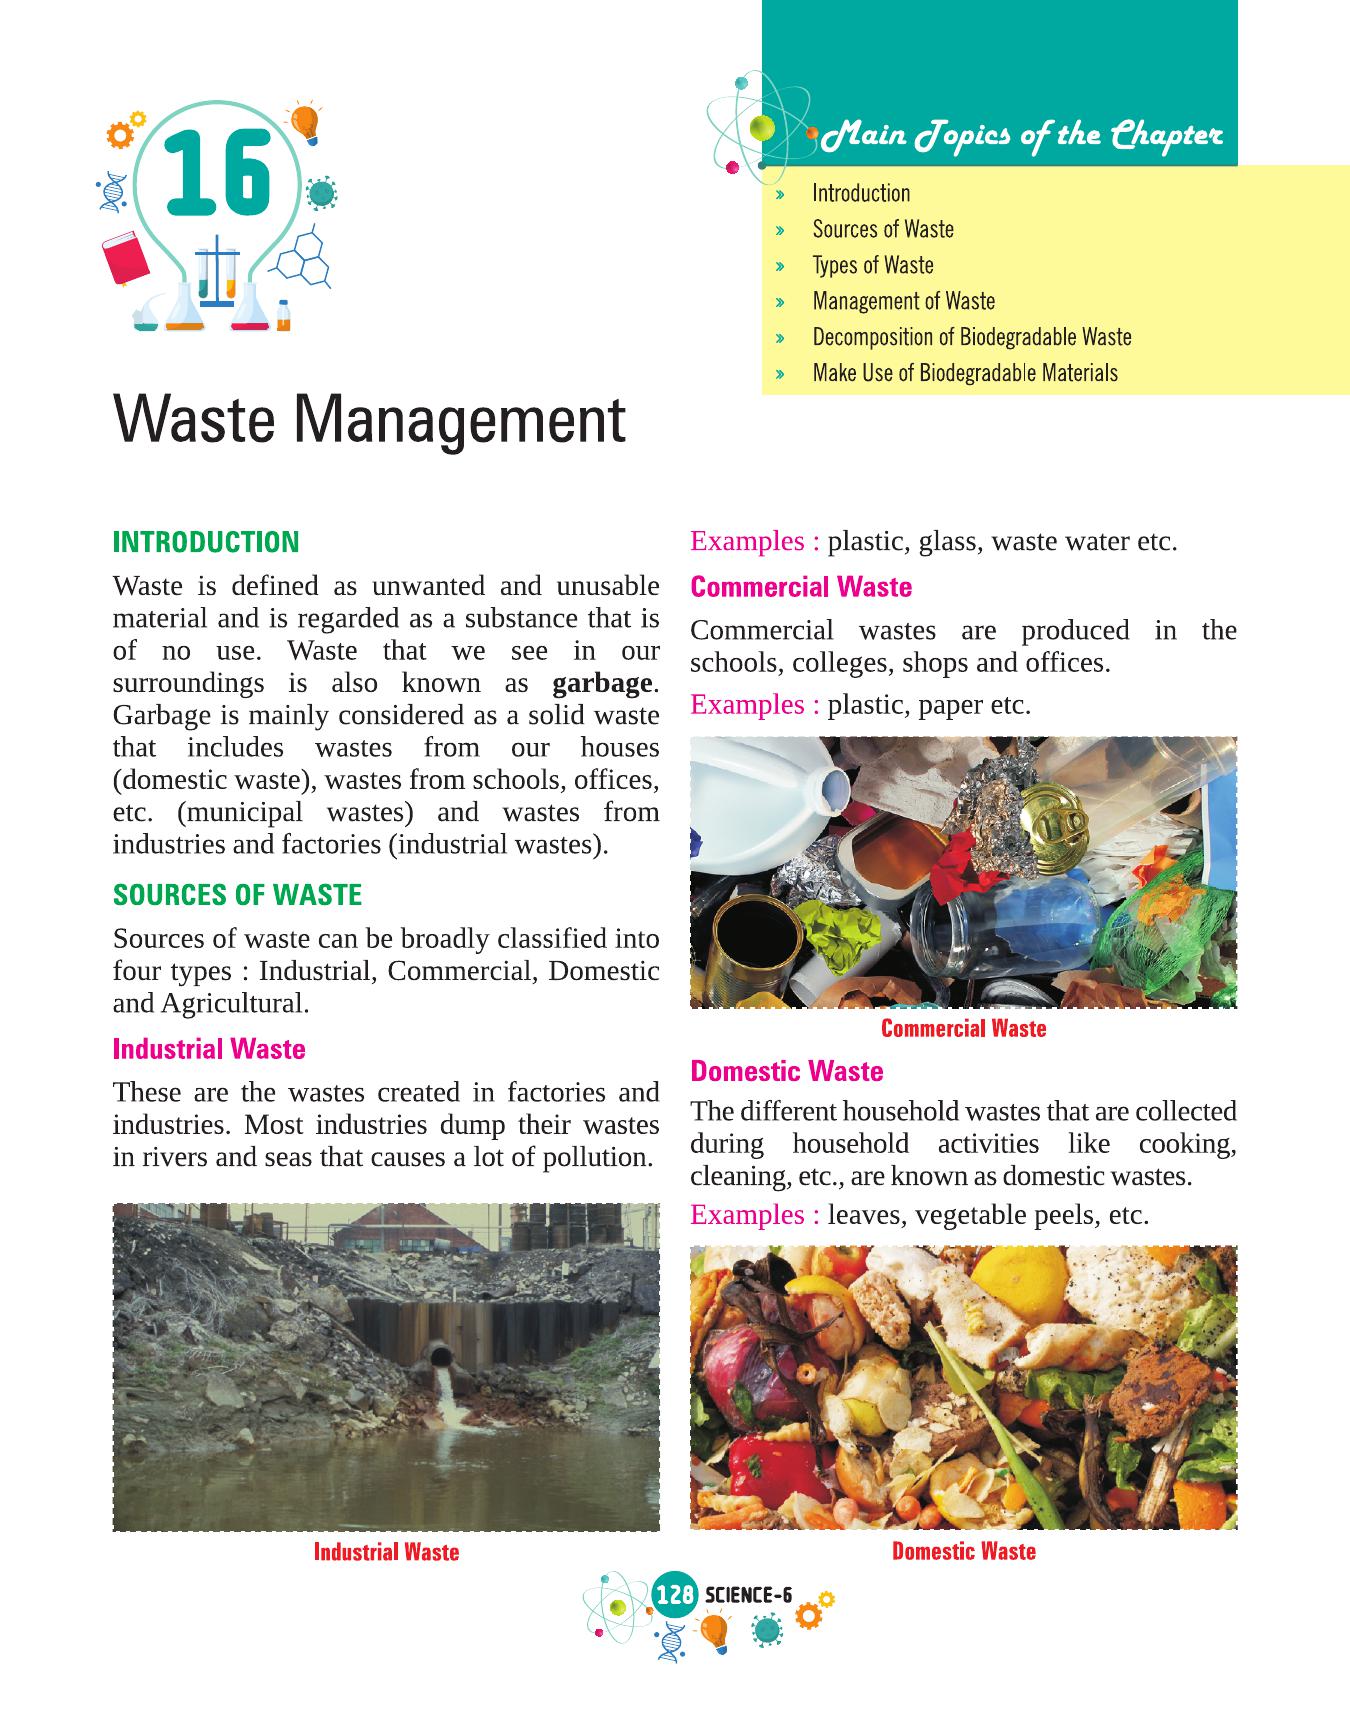 16
Main Topics of the Chapter
» Introduction
» Sources of Waste
» Types of Waste
» Management of Waste
» Decomposition of Biodegradable Waste
» Make Use of Biodegradable Materials
Waste Management
INTRODUCTION
Waste is defined as unwanted and unusable
material and is regarded as a substance that is
of no use. Waste that we see in our
surroundings is also known as garbage.
Garbage is mainly considered as a solid waste
that includes wastes from our houses
(domestic waste), wastes from schools, offices,
etc. (municipal wastes) and wastes from
industries and factories (industrial wastes).
SOURCES OF WASTE
Sources of waste can be broadly classified into
four types : Industrial, Commercial, Domestic
and Agricultural.
Industrial Waste
These are the wastes created in factories and
industries. Most industries dump their wastes
in rivers and seas that causes a lot of pollution.
Industrial Waste
Examples : plastic, glass, waste water etc.
Commercial Waste
Commercial wastes are produced in the
schools, colleges, shops and offices.
Examples : plastic, paper etc.
Commercial Waste
Domestic Waste
The different household wastes that are collected
during household activities like cooking,
cleaning, etc., are known as domestic wastes.
Examples : leaves, vegetable peels, etc.
Domestic Waste
128 SCIENCE-6